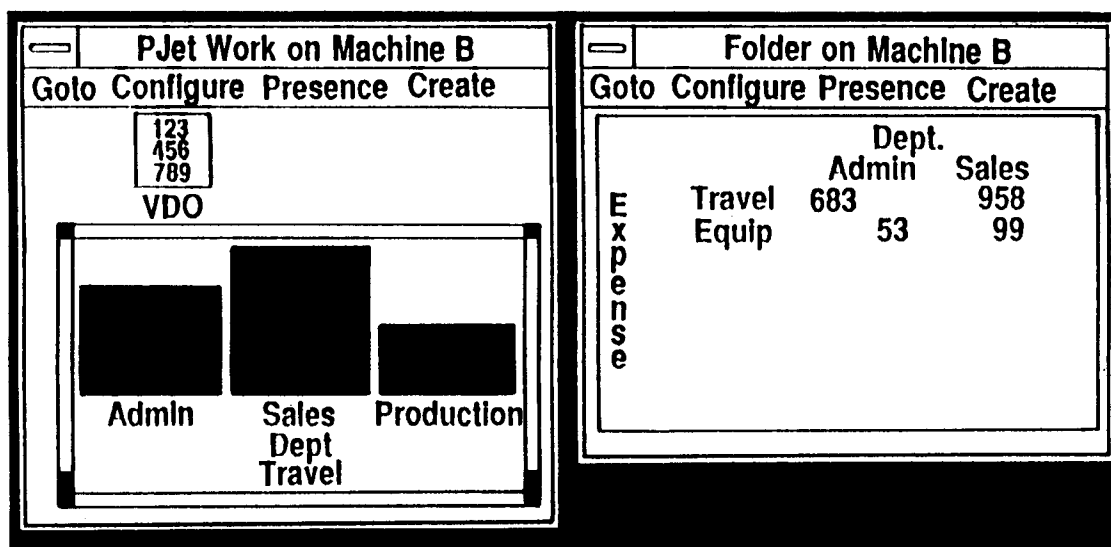 PJet Work on Machine B
Goto Configure Presence Create
123
456
789
VDO
Admin Sales Production
Dept
Travel
Folder on Machine B
Goto Configure Presence Create
Dept.
Admin Sales
Travel 683 958
Equip 53 99
Expense